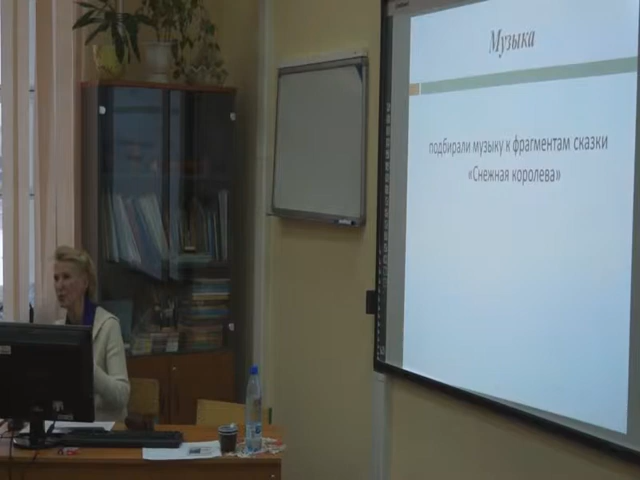 Музыка
подбирали музыку к фрагментам сказки
«Снежная королева»